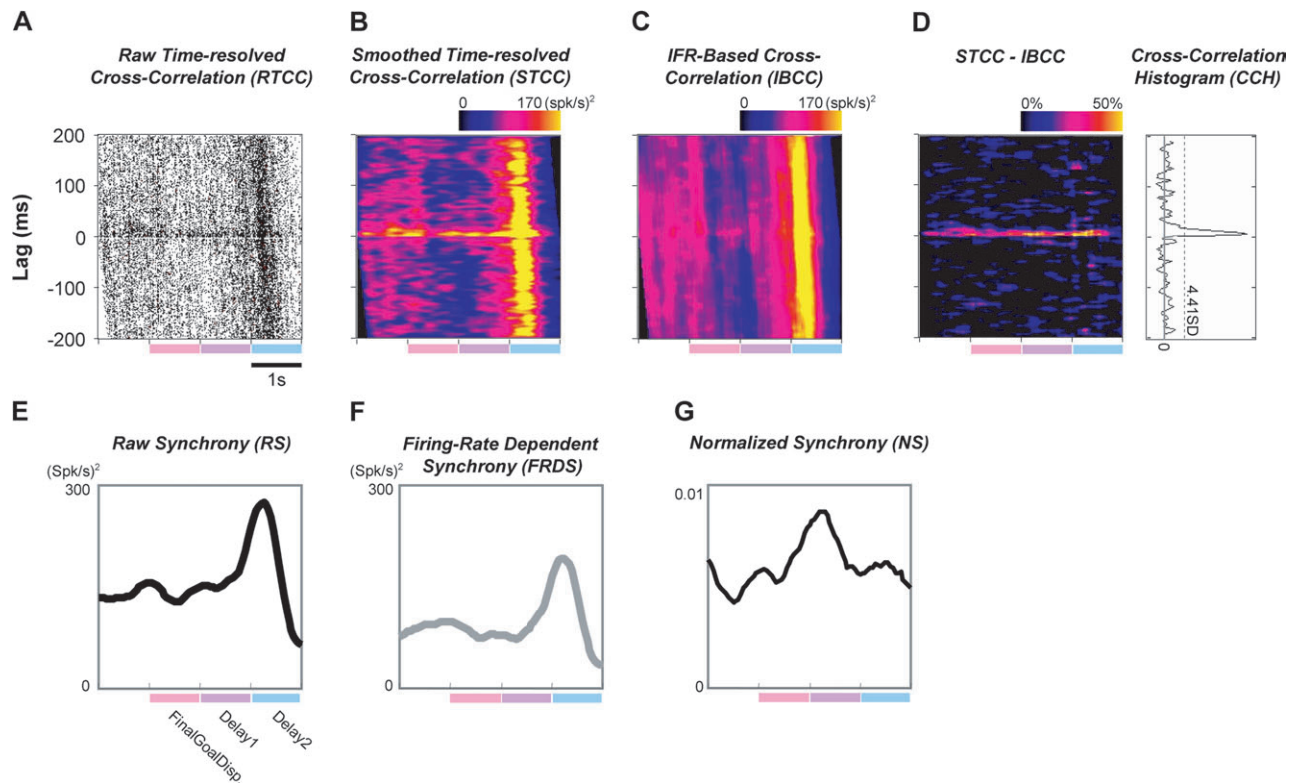 A
Raw Time-resolved
Cross-Correlation (RTCC)
B
Smoothed Time-resolved
Cross-Correlation (STCC)
0 170 (spk/s)2
C
IFR-Based Cross-
Correlation (IBCC)
0 170 (spk/s)2
D
STCC - IBCC
0% 50%
Cross-Correlation
Histogram (CCH)
Lag (ms)
200
100
0
-100
-200
1s
4.41SD
0
E
Raw Synchrony (RS)
(Spk/s)2
300
0
FinalGoalDisp.
Delay1
Delay2
F
Firing-Rate Dependent
Synchrony (FRDS)
(Spk/s)2
300
0
G
Normalized Synchrony (NS)
0.01
0